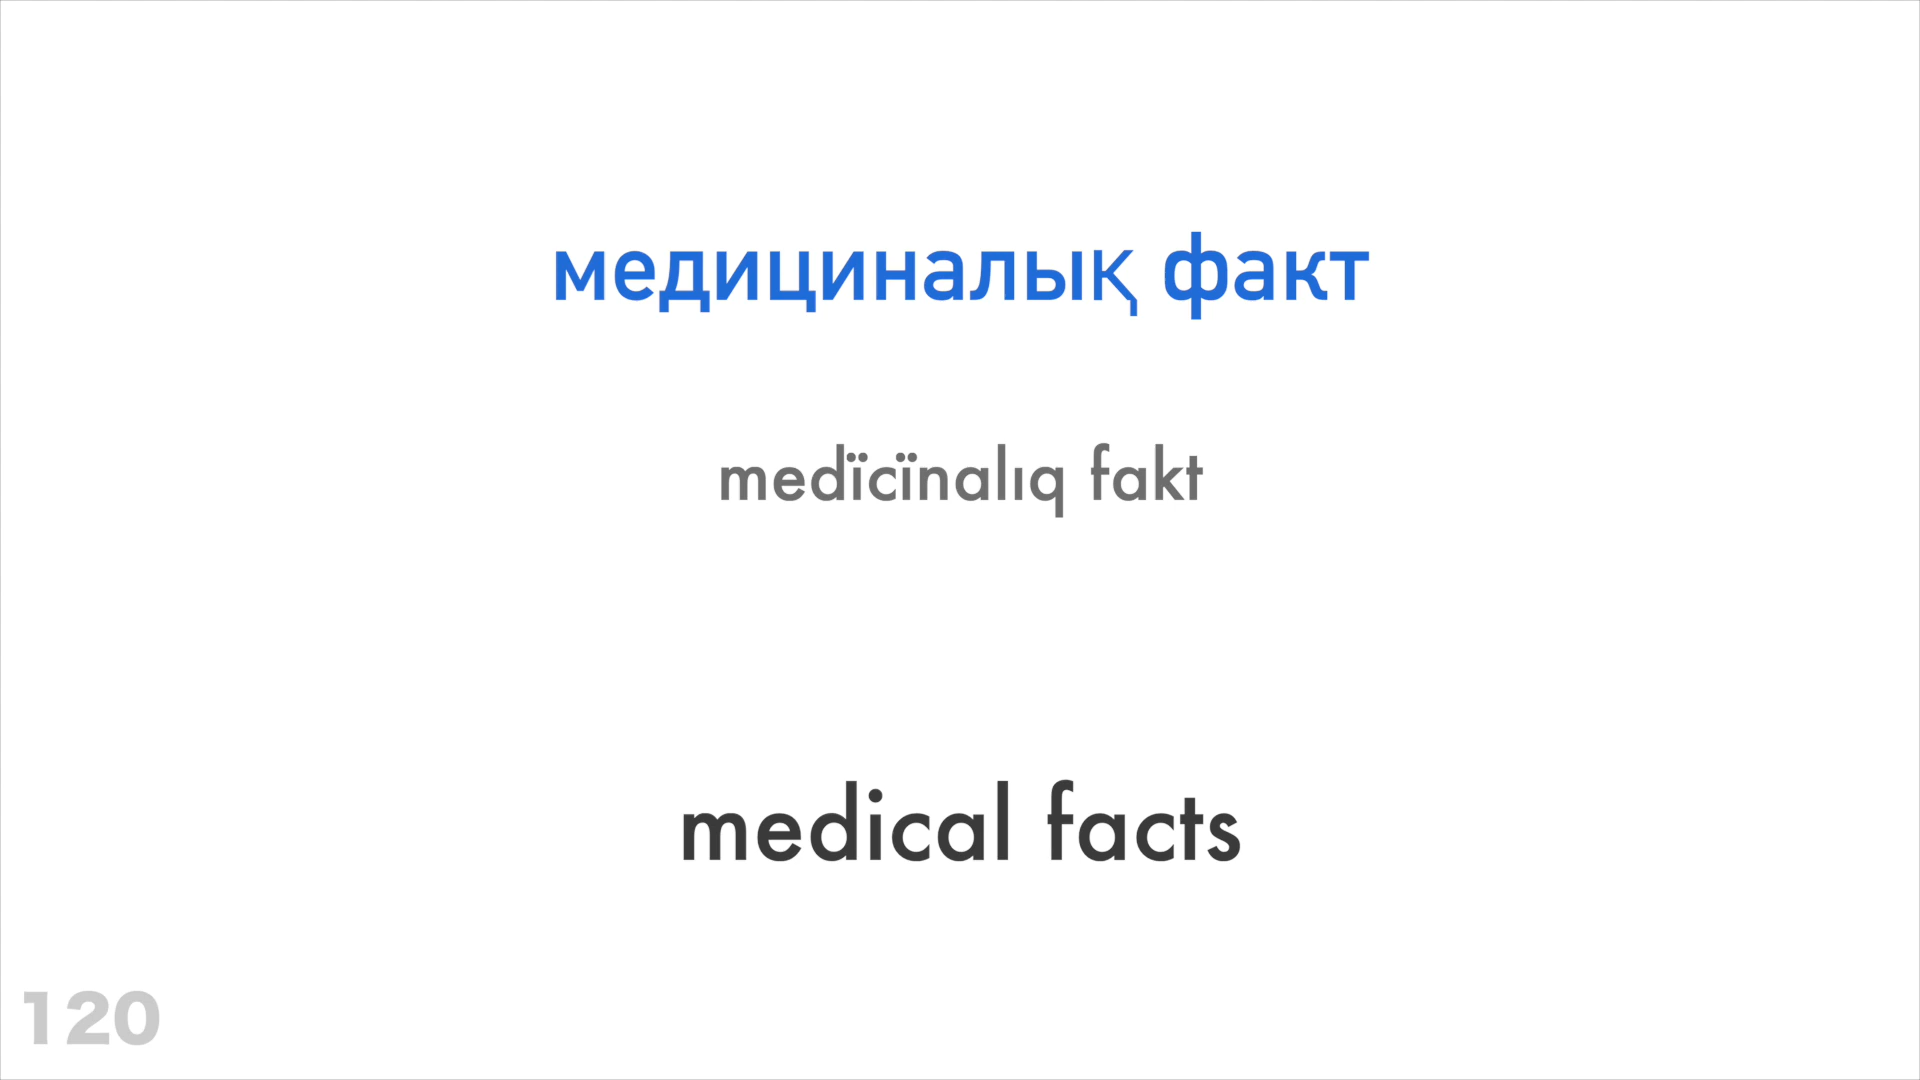 медициналық факт
medïcïnalıq fakt
medical facts
120